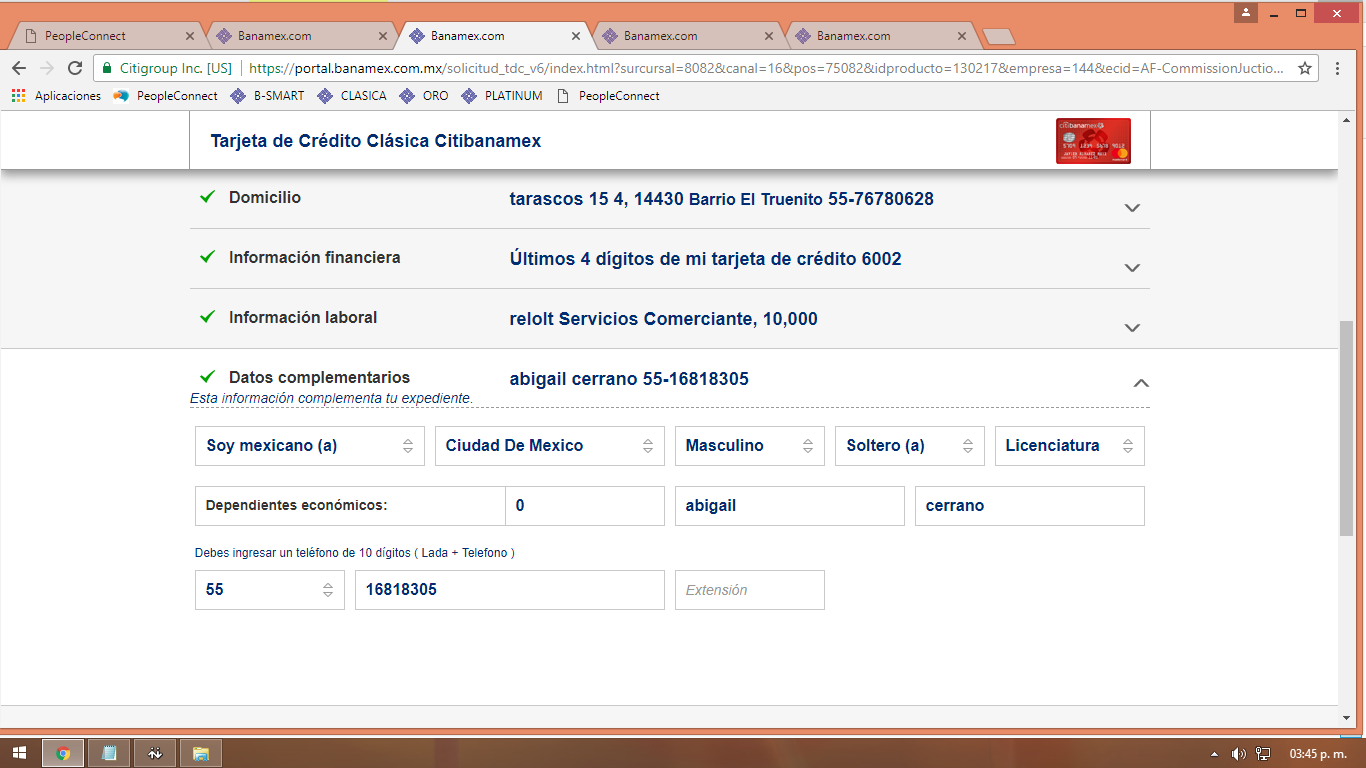 PeopleConnect
Banamex.com
Banamex.com
Banamex.com
Banamex.com
Citigroup Inc. [US] https://portal.banamex.com.mx/solicitud_tdc_v6/index.html?surcursal=8082&canal=16&pos=75082&idproducto=130217&empresa=144&ecid=AF-CommissionJuctio...
Aplicaciones PeopleConnect B-SMART CLASICA ORO PLATINUM PeopleConnect
Tarjeta de Crédito Clásica Citibanamex
citibanamex
Domicilio tarascos 15 4, 14430 Barrio El Truenito 55-76780628
Información financiera Últimos 4 dígitos de mi tarjeta de crédito 6002
Información laboral relolt Servicios Comerciante, 10,000
Datos complementarios abigail cerrano 55-16818305
Esta información complementa tu expediente.
Soy mexicano (a) Ciudad De Mexico Masculino Soltero (a) Licenciatura
Dependientes económicos: 0 abigail cerrano
Debes ingresar un teléfono de 10 dígitos ( Lada + Telefono )
55 16818305 Extensión
03:45 p. m.